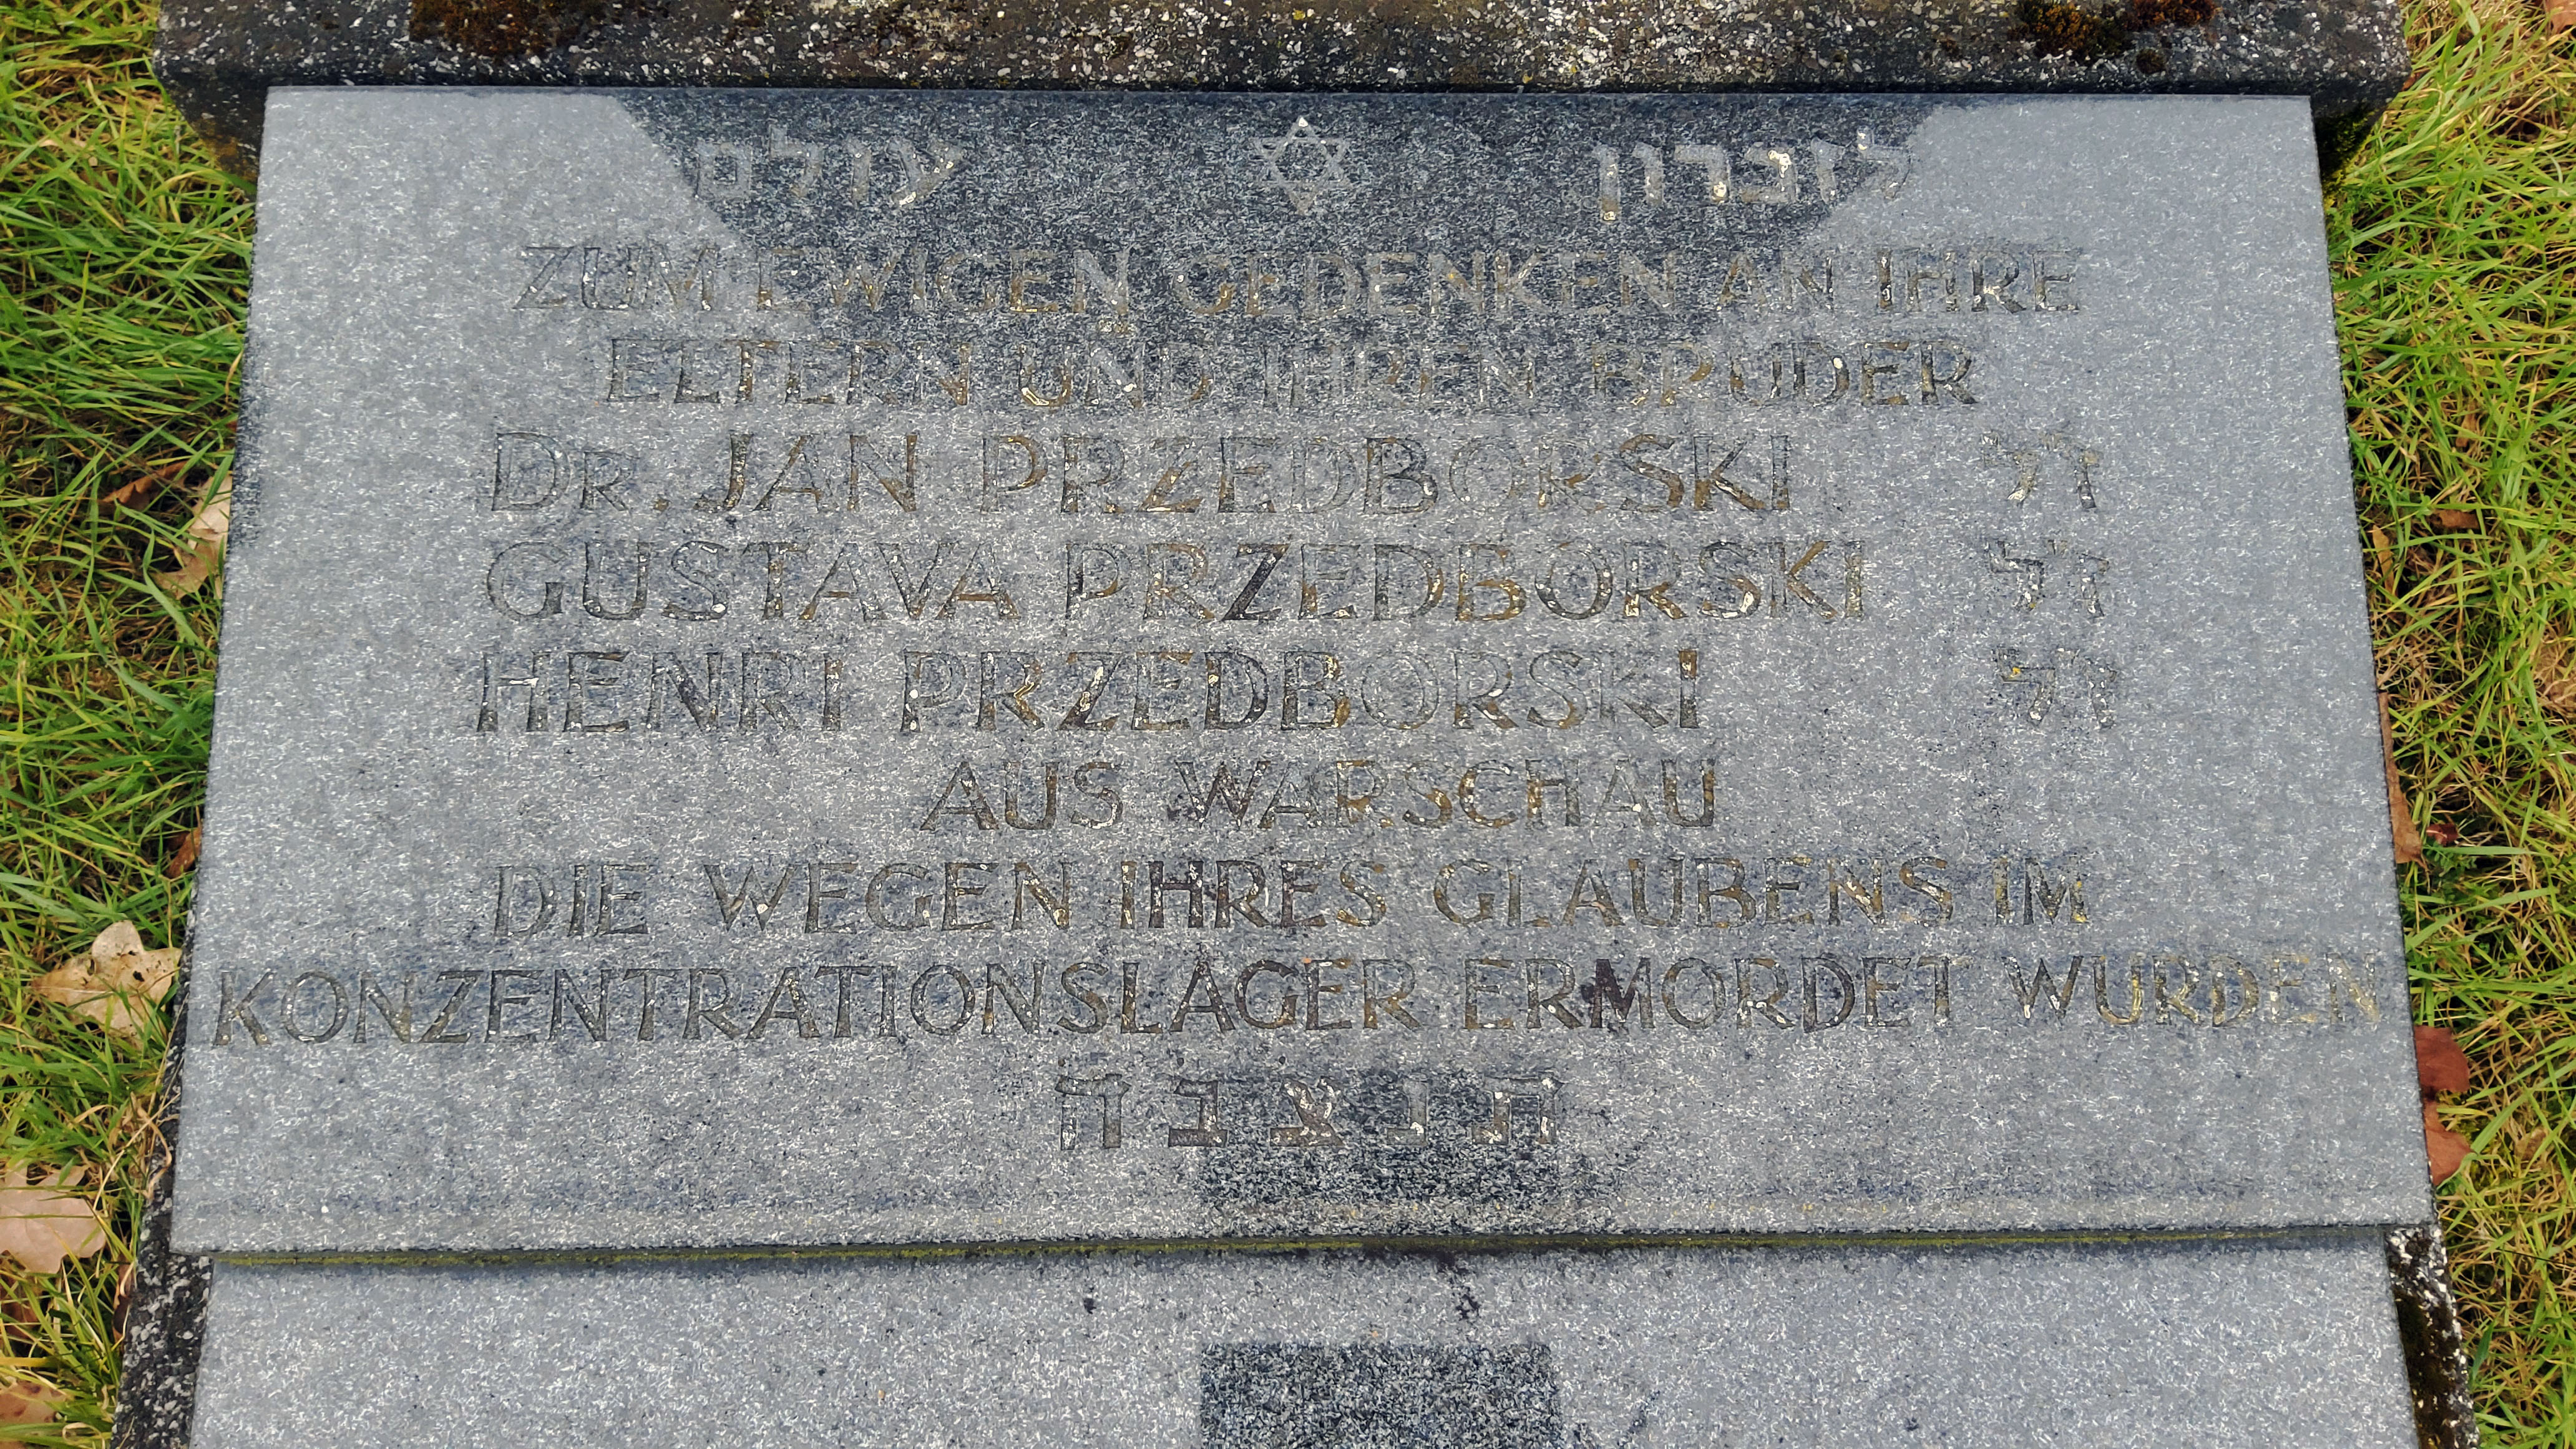 לזכרון עולם
ZUM EWIGEN GEDENKEN AN IHRE
ELTERN UND IHREN BRUDER
DR. JAN PRZEDBORSKI ז״ל
GUSTAVA PRZEDBORSKI ז״ל
HENRI PRZEDBORSKI ז״ל
AUS WARSCHAU
DIE WEGEN IHRES GLAUBENS IM
KONZENTRATIONSLAGER ERMORDET WURDEN
תנצבה